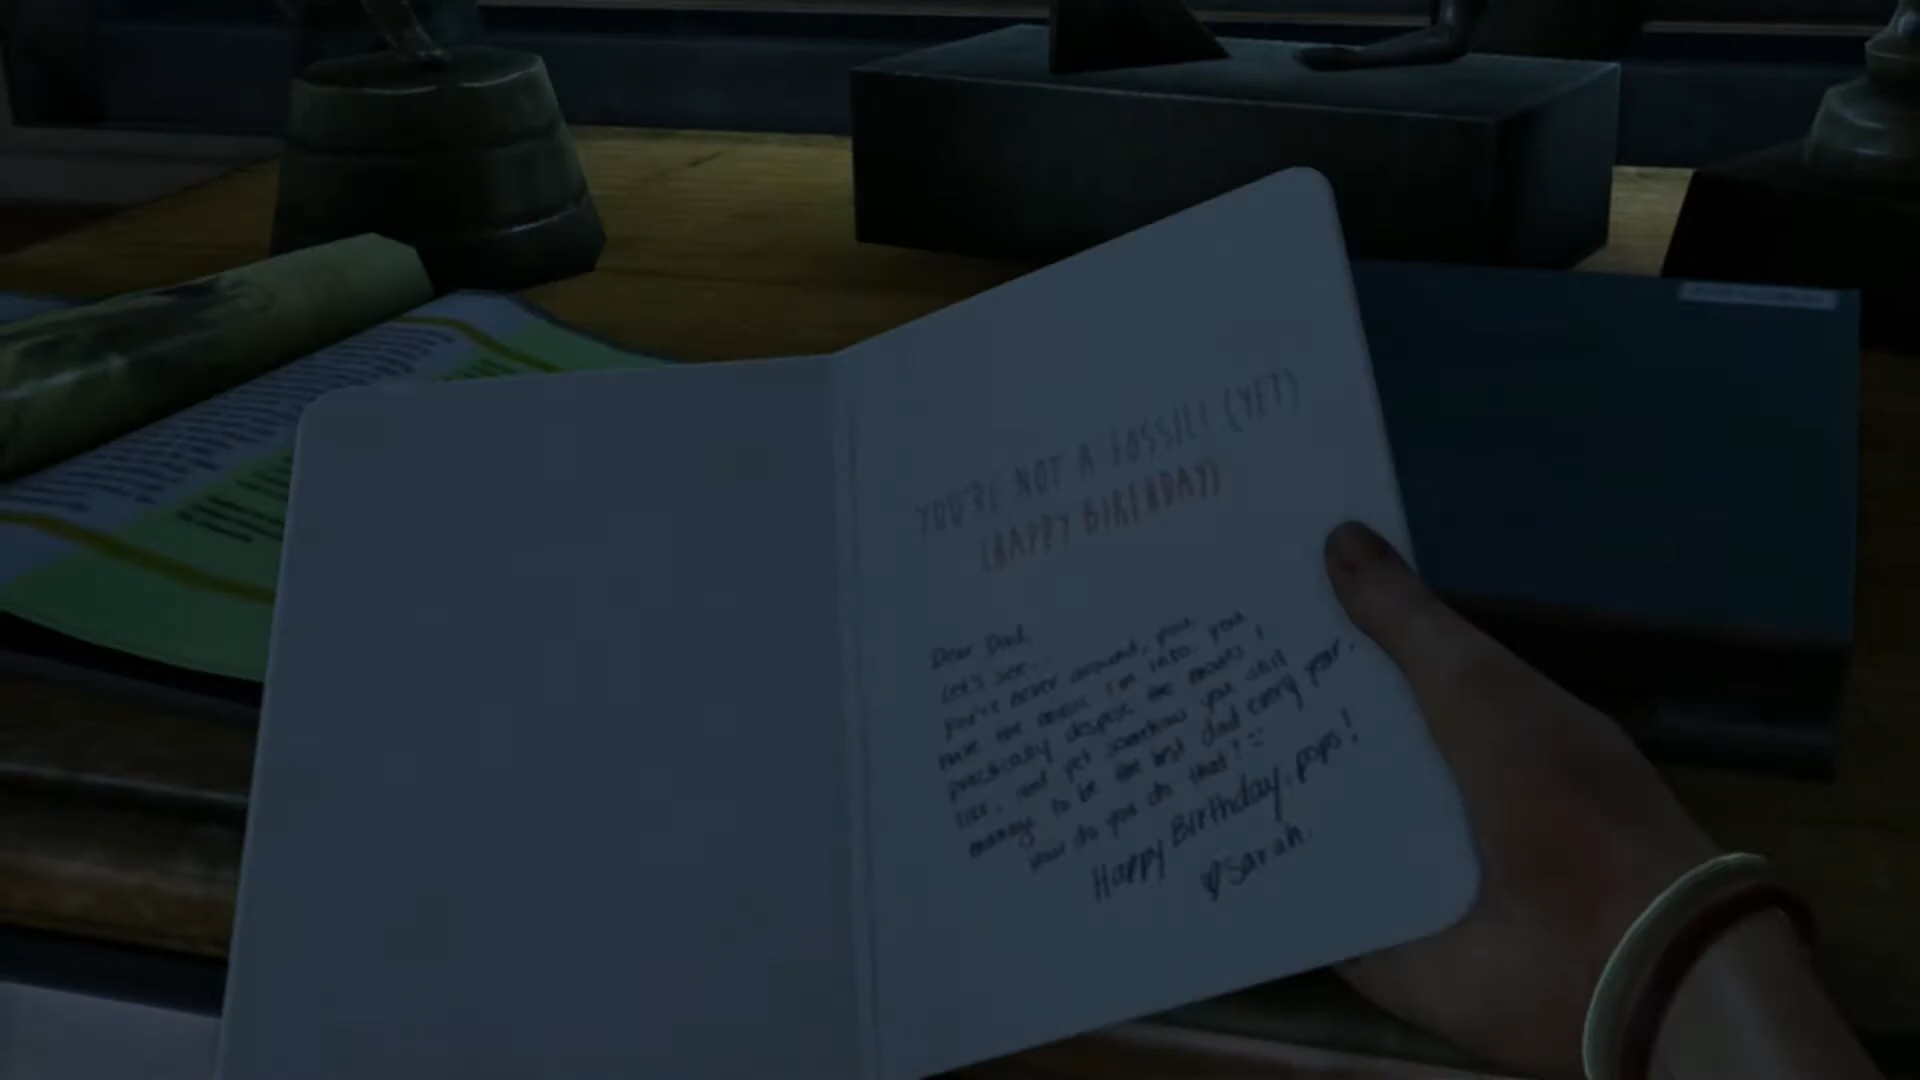 YOU'RE NOT A FOSSIL! (YET)
(HAPPY BIRTHDAY)
Dear Dad,
Let's see...
you're never around, you
hate the music I'm into, you
practically despise the movies I
like, and yet somehow you still
manage to be the best dad every year.
How do you do that? :)
Happy Birthday, pops!
♥ Sarah